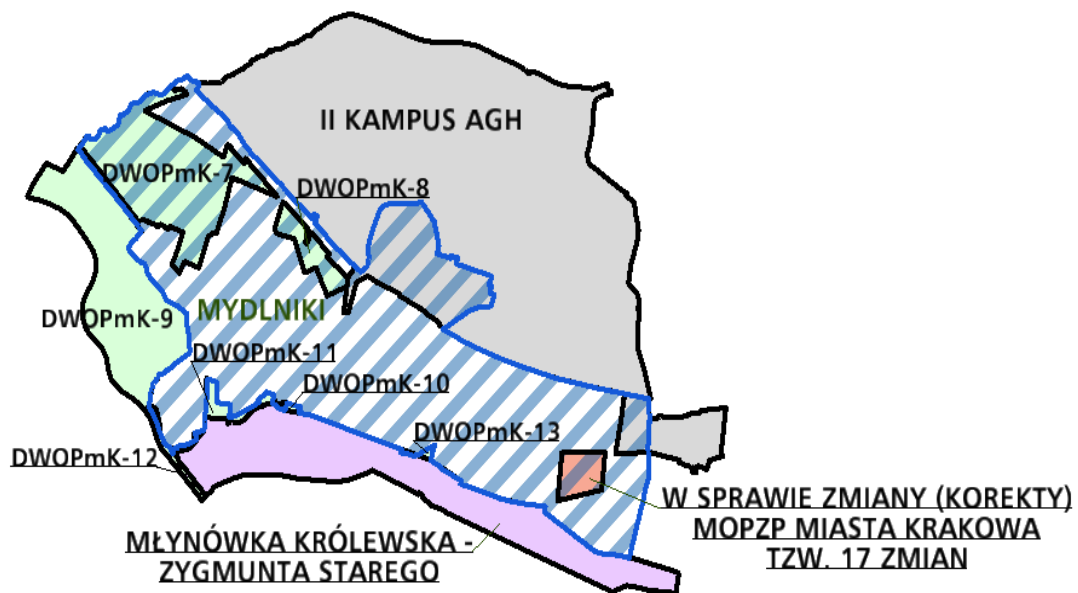 II KAMPUS AGH
DWOPmK-7
DWOPmK-8
MYDLNIKI
DWOPmK-9
DWOPmK-11
DWOPmK-10
DWOPmK-13
DWOPmK-12
W SPRAWIE ZMIANY (KOREKTY)
MOPZP MIASTA KRAKOWA
TZW. 17 ZMIAN
MŁYNÓWKA KRÓLEWSKA -
ZYGMUNTA STAREGO